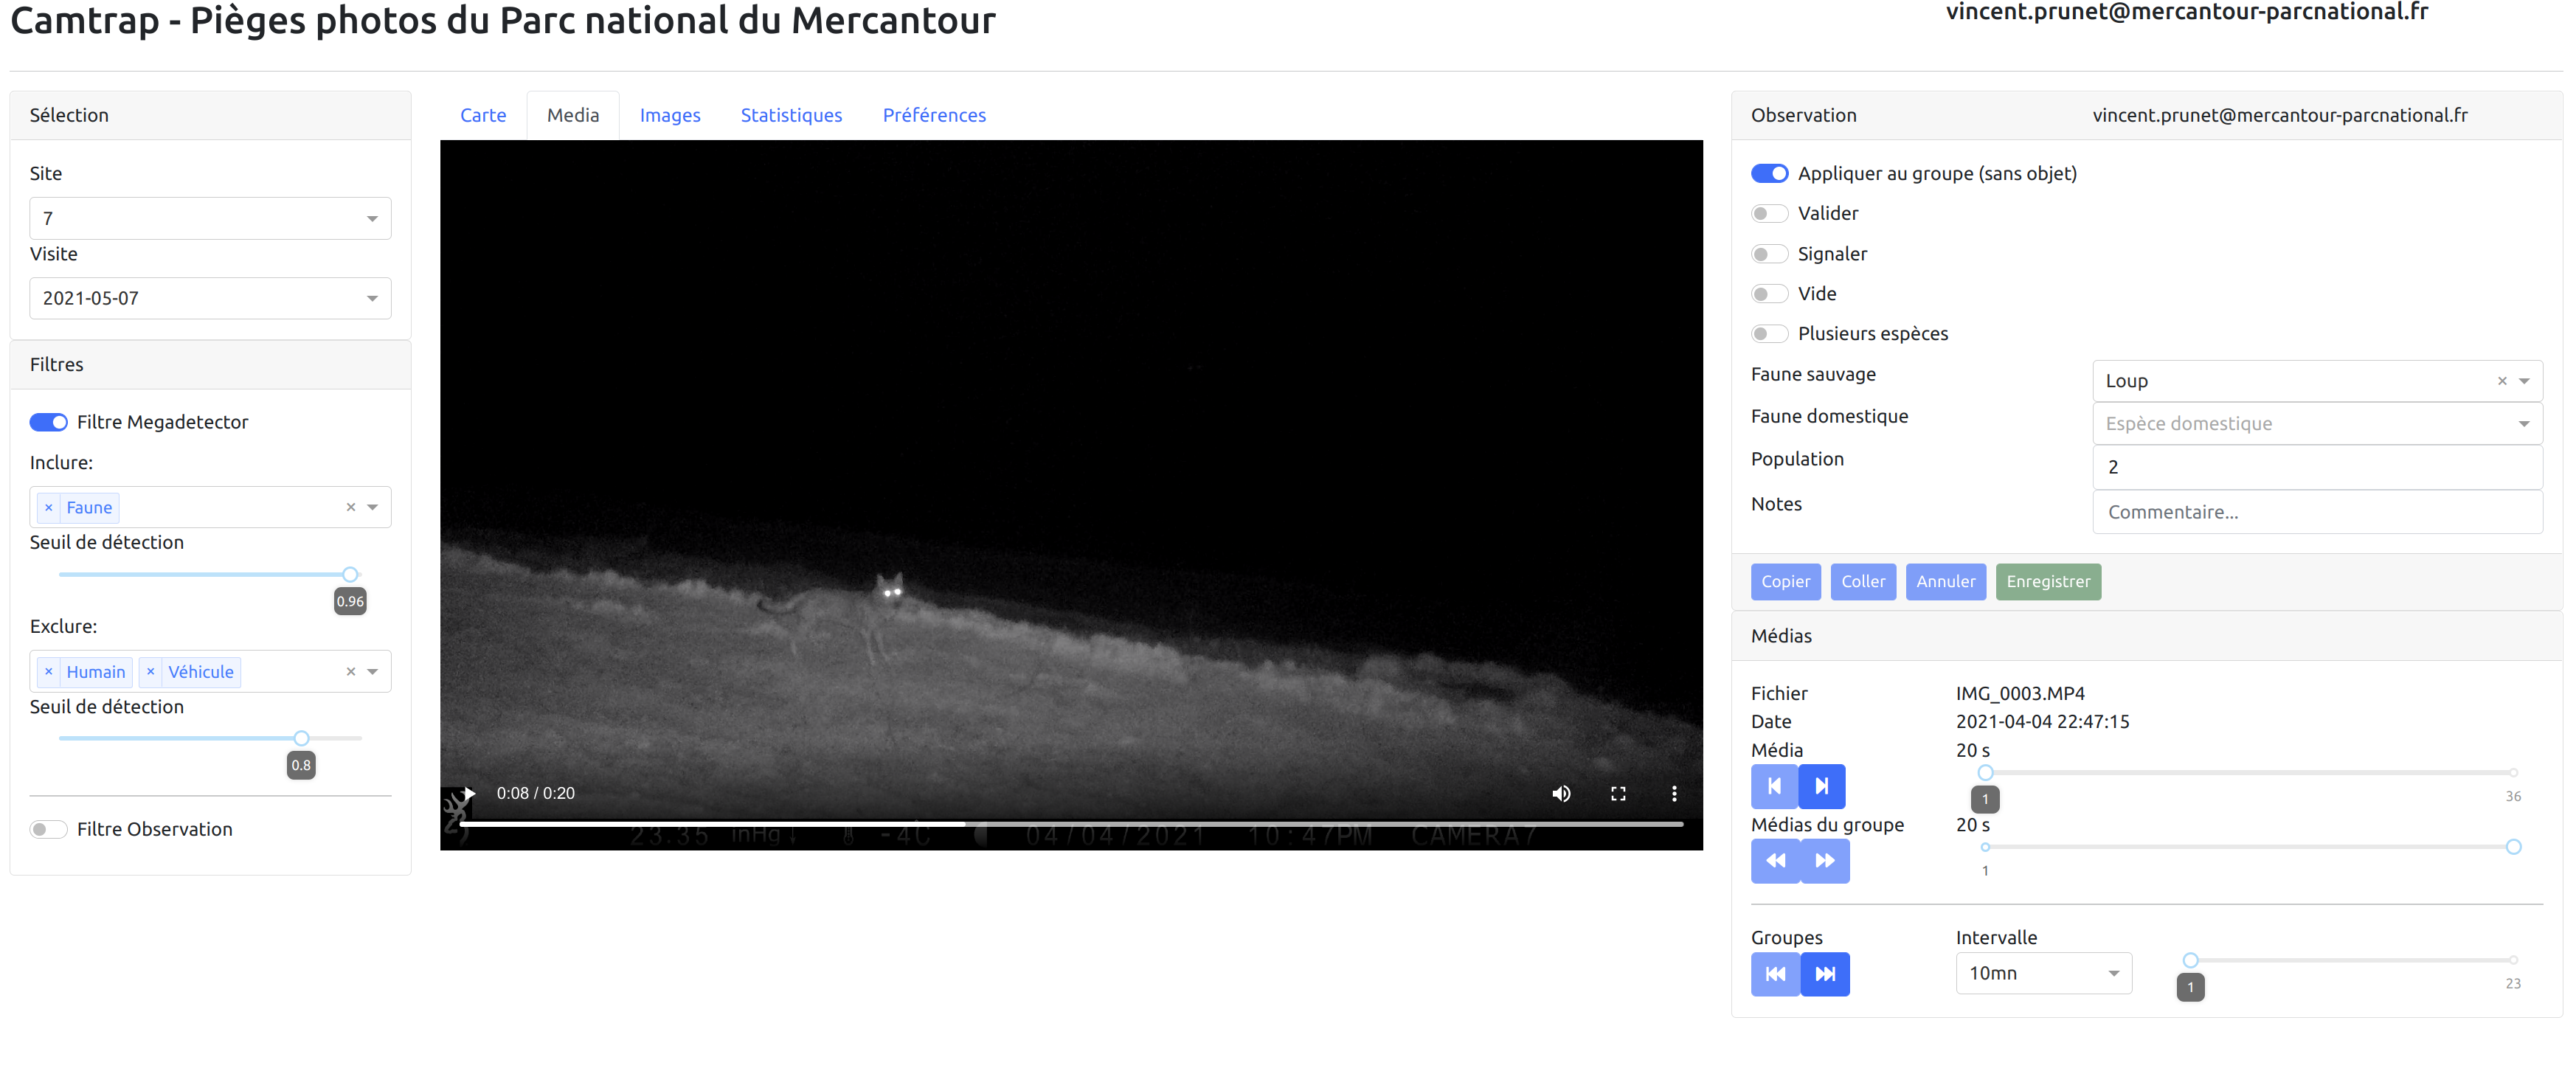 Camtrap - Pièges photos du Parc national du Mercantour
vincent.prunet@mercantour-parcnational.fr
Sélection
Site
7
Visite
2021-05-07
Filtres
Filtre Megadetector
Inclure:
× Faune ×
Seuil de détection
0.96
Exclure:
× Humain × Véhicule ×
Seuil de détection
0.8
Filtre Observation
Carte Media Images Statistiques Préférences
0:08 / 0:20
23.35 inHg↓ -4C 04/04/2021 10:47PM CAMERA7
Observation vincent.prunet@mercantour-parcnational.fr
Appliquer au groupe (sans objet)
Valider
Signaler
Vide
Plusieurs espèces
Faune sauvage Loup ×
Faune domestique Espèce domestique
Population 2
Notes Commentaire...
Copier Coller Annuler Enregistrer
Médias
Fichier IMG_0003.MP4
Date 2021-04-04 22:47:15
Média 20 s
1 36
Médias du groupe 20 s
1
Groupes Intervalle
10mn
1 23